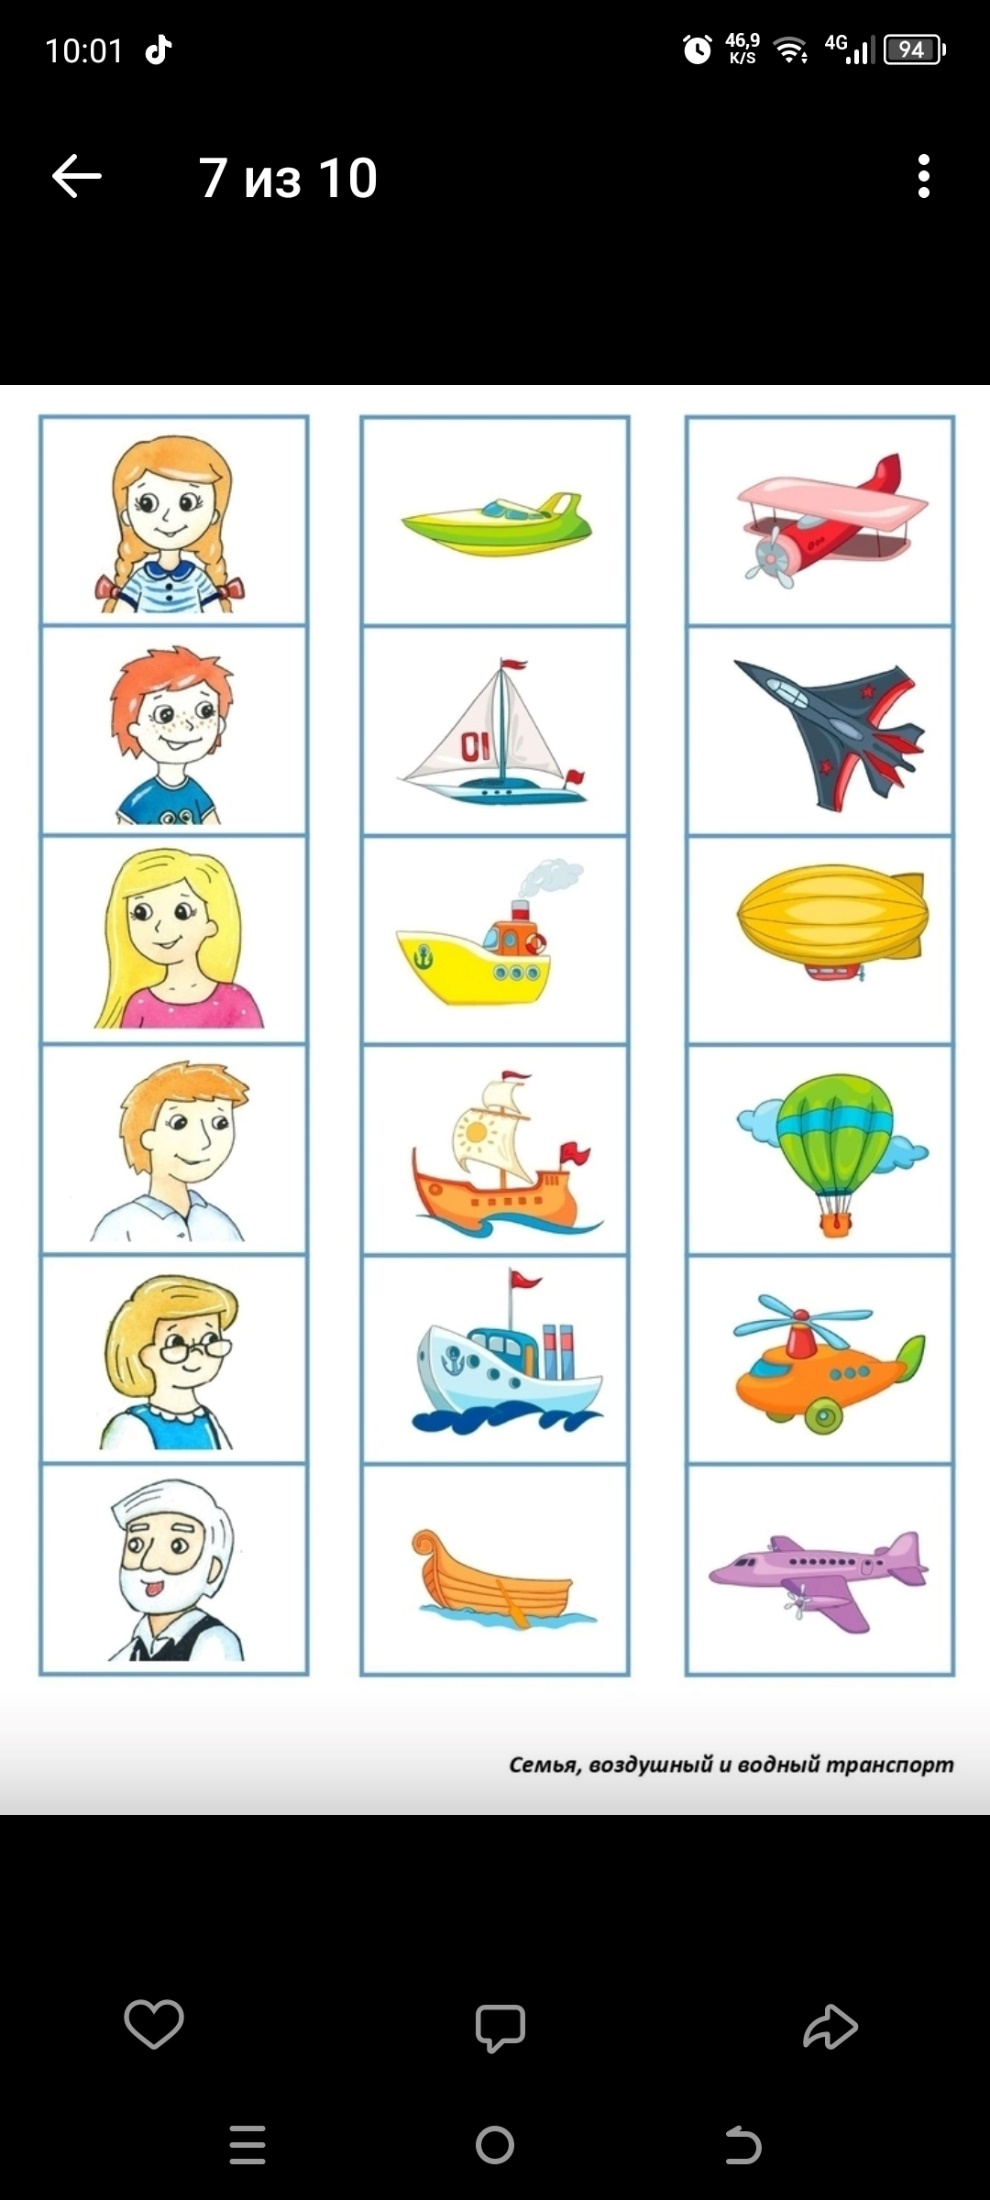 10:01
46,9
K/S
4G
94
7 из 10
01
Семья, воздушный и водный транспорт